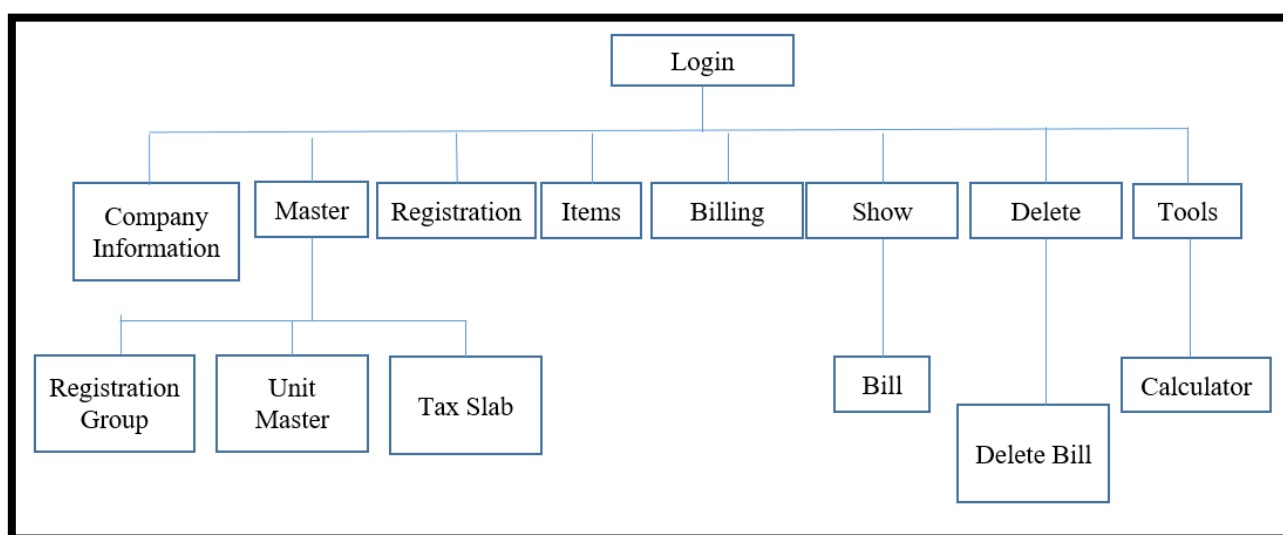 Login
Company
Information
Master
Registration
Items
Billing
Show
Delete
Tools
Registration
Group
Unit
Master
Tax Slab
Bill
Delete Bill
Calculator